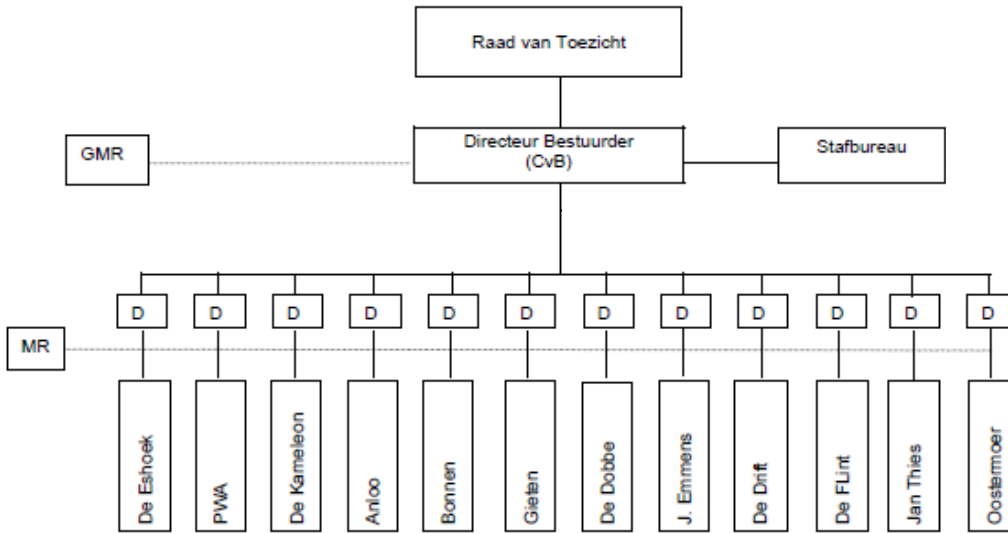 Raad van Toezicht
GMR
Directeur Bestuurder
(CvB)
Stafbureau
D
D
D
D
D
D
D
D
D
D
D
D
MR
De Eshoek
PWA
De Kameleon
Anloo
Bonnen
Gieten
De Dobbe
J. Emmens
De Drift
De FLint
Jan Thies
Oostermoer